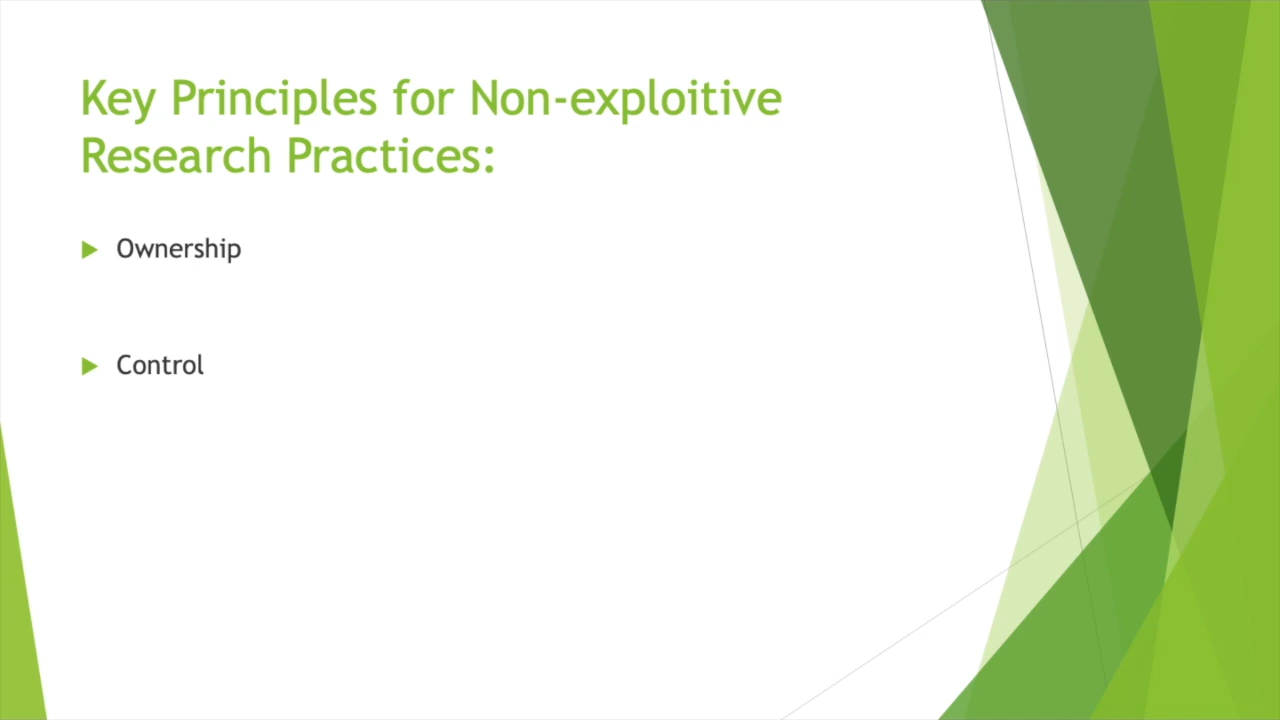 Key Principles for Non-exploitive
Research Practices:
Ownership
Control